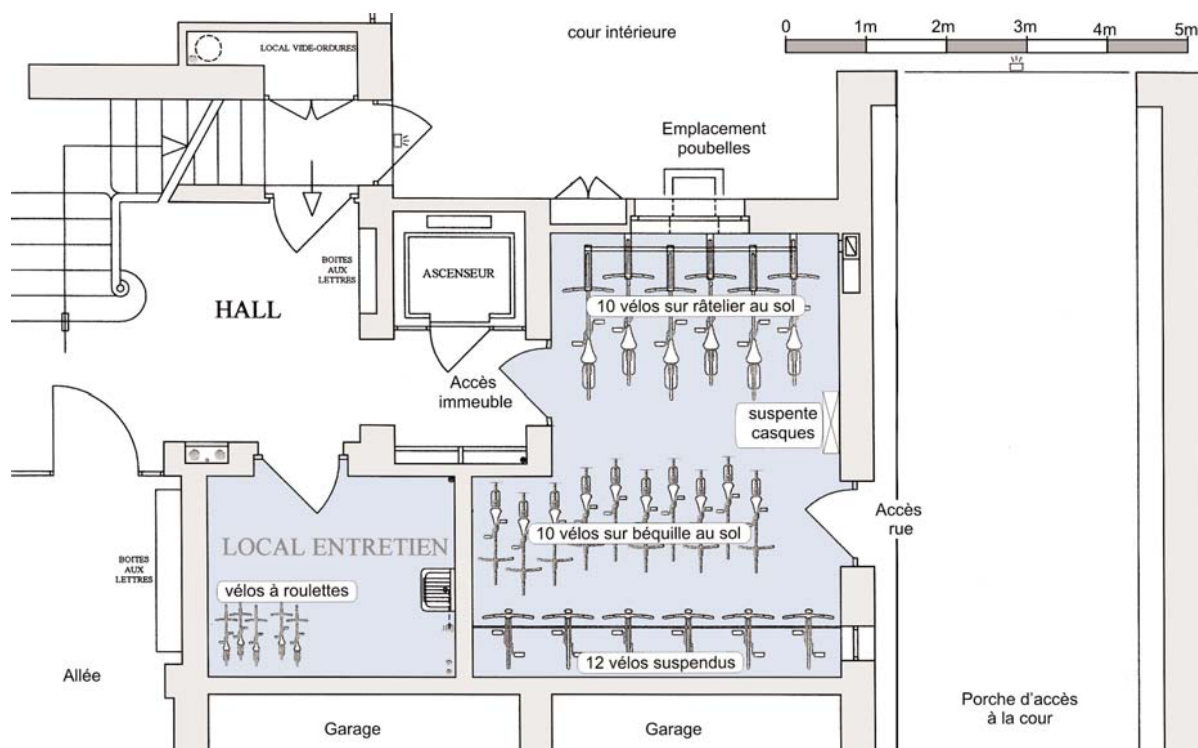 cour intérieure
0 1m 2m 3m 4m 5m
LOCAL VIDE-ORDURES
Emplacement
poubelles
BOITES
AUX
LETTRES
ASCENSEUR
HALL
10 vélos sur râtelier au sol
Accès
immeuble
suspente
casques
Accès
rue
10 vélos sur béquille au sol
LOCAL ENTRETIEN
BOITES
AUX
LETTRES
vélos à roulettes
12 vélos suspendus
Allée
Garage
Garage
Porche d'accès
à la cour